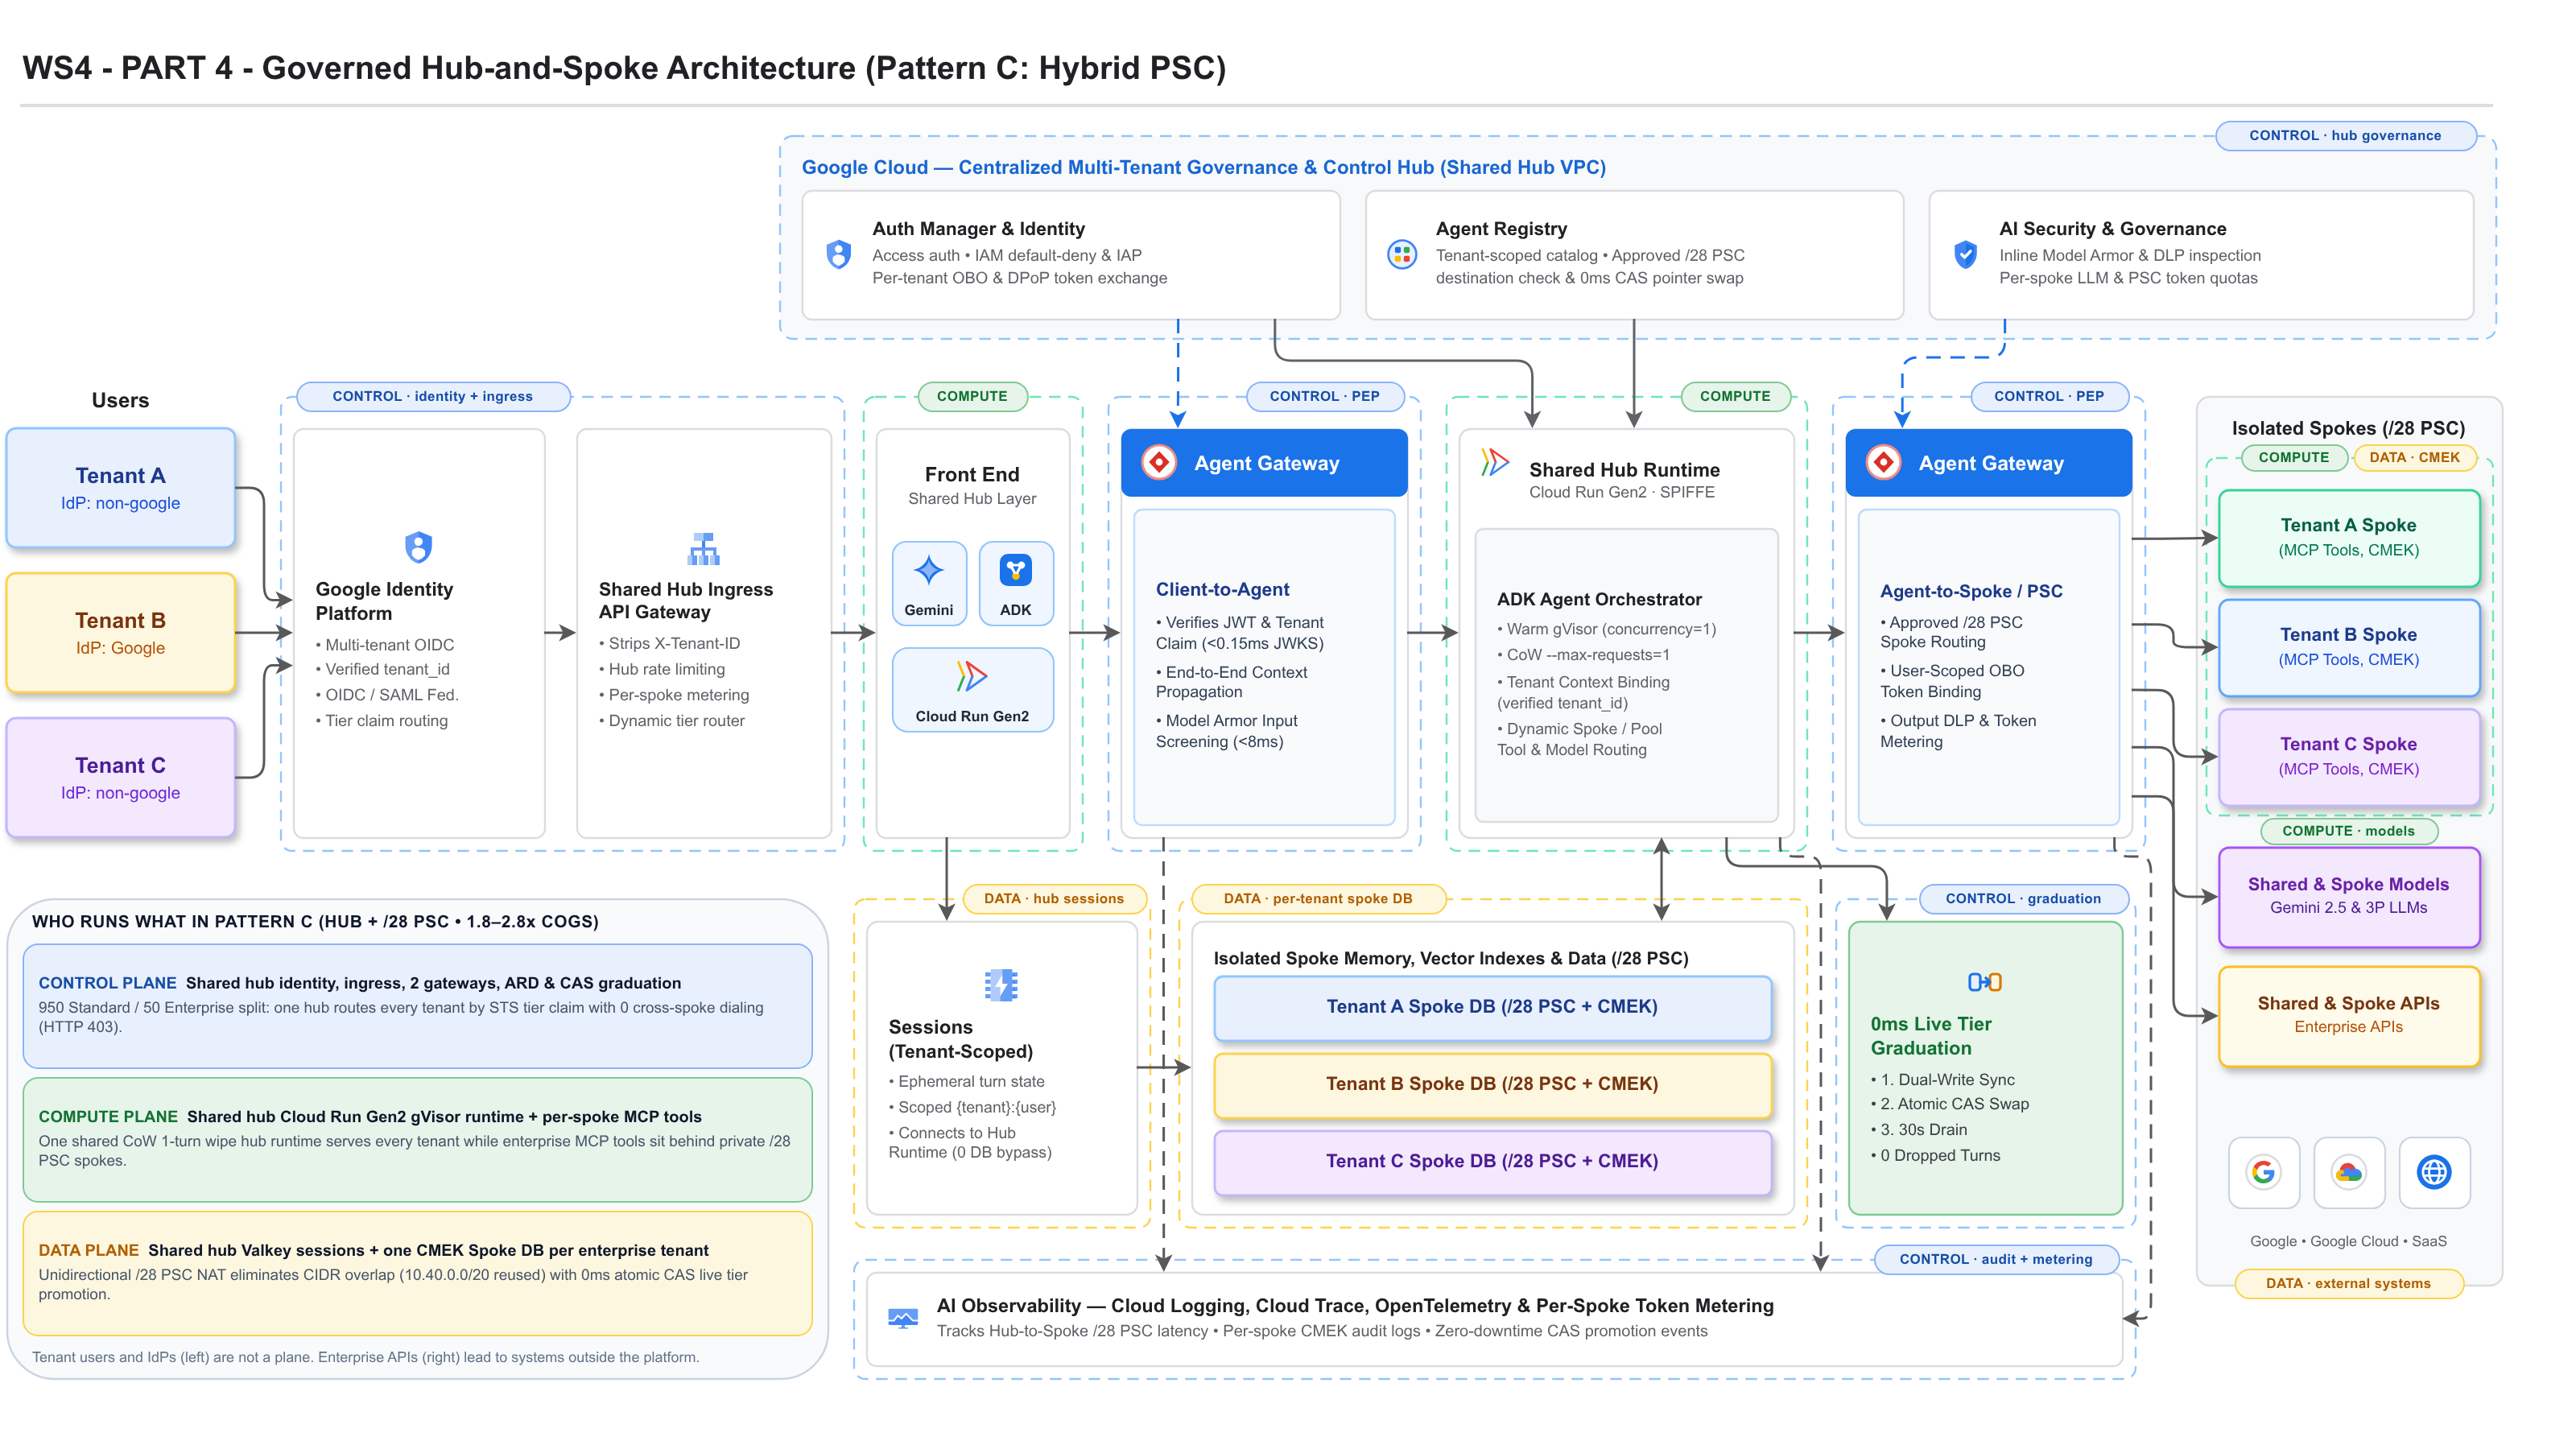 WS4 - PART 4 - Governed Hub-and-Spoke Architecture (Pattern C: Hybrid PSC)
CONTROL · hub governance
Google Cloud — Centralized Multi-Tenant Governance & Control Hub (Shared Hub VPC)
Auth Manager & Identity
Access auth • IAM default-deny & IAP
Per-tenant OBO & DPoP token exchange
Agent Registry
Tenant-scoped catalog • Approved /28 PSC
destination check & 0ms CAS pointer swap
AI Security & Governance
Inline Model Armor & DLP inspection
Per-spoke LLM & PSC token quotas
Users
Tenant A
IdP: non-google
Tenant B
IdP: Google
Tenant C
IdP: non-google
CONTROL · identity + ingress
Google Identity
Platform
• Multi-tenant OIDC
• Verified tenant_id
• OIDC / SAML Fed.
• Tier claim routing
Shared Hub Ingress
API Gateway
• Strips X-Tenant-ID
• Hub rate limiting
• Per-spoke metering
• Dynamic tier router
COMPUTE
Front End
Shared Hub Layer
Gemini
ADK
Cloud Run Gen2
CONTROL · PEP
Agent Gateway
Client-to-Agent
• Verifies JWT & Tenant
Claim (<0.15ms JWKS)
• End-to-End Context
Propagation
• Model Armor Input
Screening (<8ms)
COMPUTE
Shared Hub Runtime
Cloud Run Gen2 · SPIFFE
ADK Agent Orchestrator
• Warm gVisor (concurrency=1)
• CoW --max-requests=1
• Tenant Context Binding
(verified tenant_id)
• Dynamic Spoke / Pool
Tool & Model Routing
CONTROL · PEP
Agent Gateway
Agent-to-Spoke / PSC
• Approved /28 PSC
Spoke Routing
• User-Scoped OBO
Token Binding
• Output DLP & Token
Metering
Isolated Spokes (/28 PSC)
COMPUTE
DATA · CMEK
Tenant A Spoke
(MCP Tools, CMEK)
Tenant B Spoke
(MCP Tools, CMEK)
Tenant C Spoke
(MCP Tools, CMEK)
COMPUTE · models
Shared & Spoke Models
Gemini 2.5 & 3P LLMs
Shared & Spoke APIs
Enterprise APIs
Google • Google Cloud • SaaS
DATA · external systems
WHO RUNS WHAT IN PATTERN C (HUB + /28 PSC • 1.8–2.8x COGS)
CONTROL PLANE Shared hub identity, ingress, 2 gateways, ARD & CAS graduation
950 Standard / 50 Enterprise split: one hub routes every tenant by STS tier claim with 0 cross-spoke dialing
(HTTP 403).
COMPUTE PLANE Shared hub Cloud Run Gen2 gVisor runtime + per-spoke MCP tools
One shared CoW 1-turn wipe hub runtime serves every tenant while enterprise MCP tools sit behind private /28
PSC spokes.
DATA PLANE Shared hub Valkey sessions + one CMEK Spoke DB per enterprise tenant
Unidirectional /28 PSC NAT eliminates CIDR overlap (10.40.0.0/20 reused) with 0ms atomic CAS live tier
promotion.
Tenant users and IdPs (left) are not a plane. Enterprise APIs (right) lead to systems outside the platform.
DATA · hub sessions
Sessions
(Tenant-Scoped)
• Ephemeral turn state
• Scoped {tenant}:{user}
• Connects to Hub
Runtime (0 DB bypass)
DATA · per-tenant spoke DB
Isolated Spoke Memory, Vector Indexes & Data (/28 PSC)
Tenant A Spoke DB (/28 PSC + CMEK)
Tenant B Spoke DB (/28 PSC + CMEK)
Tenant C Spoke DB (/28 PSC + CMEK)
CONTROL · graduation
0ms Live Tier
Graduation
• 1. Dual-Write Sync
• 2. Atomic CAS Swap
• 3. 30s Drain
• 0 Dropped Turns
CONTROL · audit + metering
AI Observability — Cloud Logging, Cloud Trace, OpenTelemetry & Per-Spoke Token Metering
Tracks Hub-to-Spoke /28 PSC latency • Per-spoke CMEK audit logs • Zero-downtime CAS promotion events